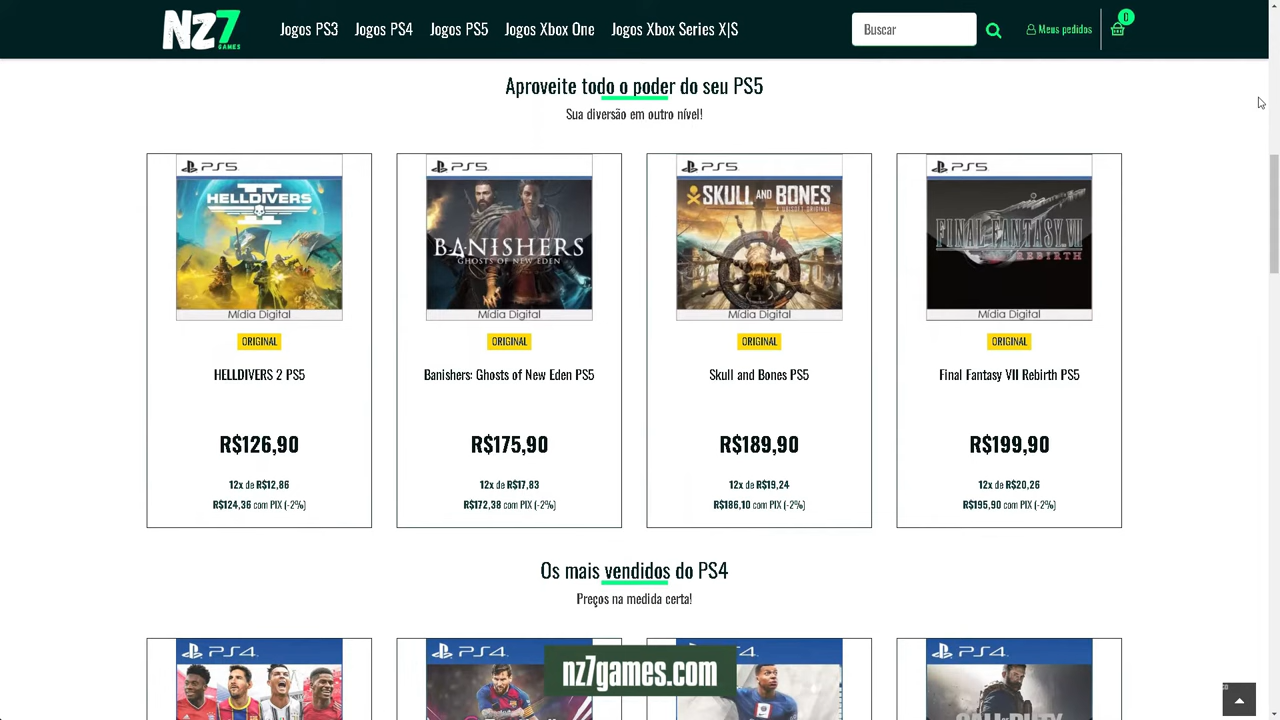 NZ7
GAMES
Jogos PS3
Jogos PS4
Jogos PS5
Jogos Xbox One
Jogos Xbox Series X|S
Buscar
Meus pedidos
0
Aproveite todo o poder do seu PS5
Sua diversão em outro nível!
PS5
HELLDIVERS
II
Mídia Digital
ORIGINAL
HELLDIVERS 2 PS5
R$126,90
12x de R$12,86
R$124,36 com PIX (-2%)
PS5
BANISHERS
GHOSTS OF NEW EDEN
Mídia Digital
ORIGINAL
Banishers: Ghosts of New Eden PS5
R$175,90
12x de R$17,83
R$172,38 com PIX (-2%)
PS5
SKULL AND BONES
A UBISOFT ORIGINAL
Mídia Digital
ORIGINAL
Skull and Bones PS5
R$189,90
12x de R$19,24
R$186,10 com PIX (-2%)
PS5
FINAL FANTASY VII
REBIRTH
Mídia Digital
ORIGINAL
Final Fantasy VII Rebirth PS5
R$199,90
12x de R$20,26
R$195,90 com PIX (-2%)
Os mais vendidos do PS4
Preços na medida certa!
PS4
PS4
PS4
PS4
CALL OF DUTY
nz7games.com